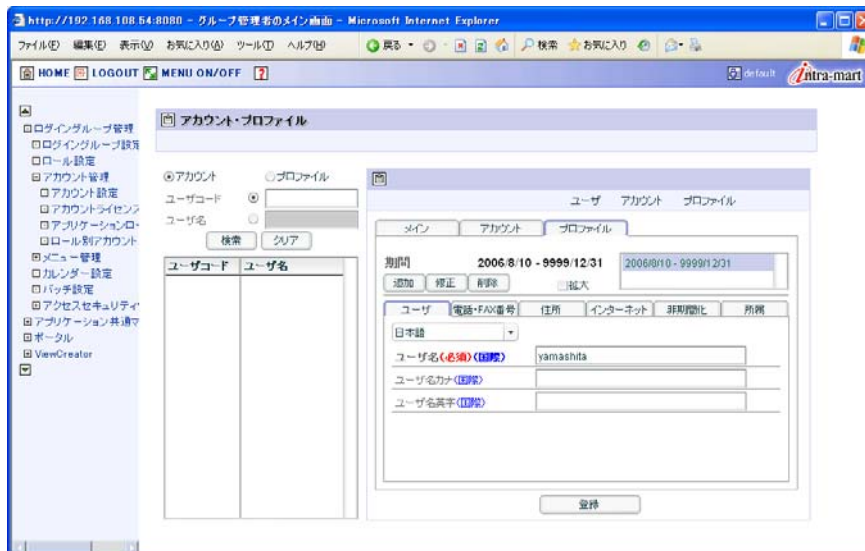 http://192.168.108.54:8080 - グループ管理者のメイン画面 - Microsoft Internet Explorer
ファイル(F) 編集(E) 表示(V) お気に入り(A) ツール(T) ヘルプ(H) 戻る 検索 お気に入り
HOME LOGOUT MENU ON/OFF ? default intra-mart
ログイングループ管理
ログイングループ設定
ロール設定
アカウント管理
アカウント設定
アカウントライセンス
アプリケーションロー
ロール別アカウント
メニュー管理
カレンダー設定
バッチ設定
アクセスセキュリティ
アプリケーション共通マ
ポータル
ViewCreator
アカウント・プロファイル
アカウント プロファイル
ユーザコード
ユーザ名
検索 クリア
ユーザコード ユーザ名
ユーザ アカウント プロファイル
メイン アカウント プロファイル
期間 2006/8/10 - 9999/12/31 2006/8/10 - 9999/12/31
追加 修正 削除 拡大
ユーザ 電話・FAX番号 住所 インターネット 非期間化 所属
日本語
ユーザ名(必須)(国際) yamashita
ユーザ名カナ(国際)
ユーザ名英字(国際)
登録